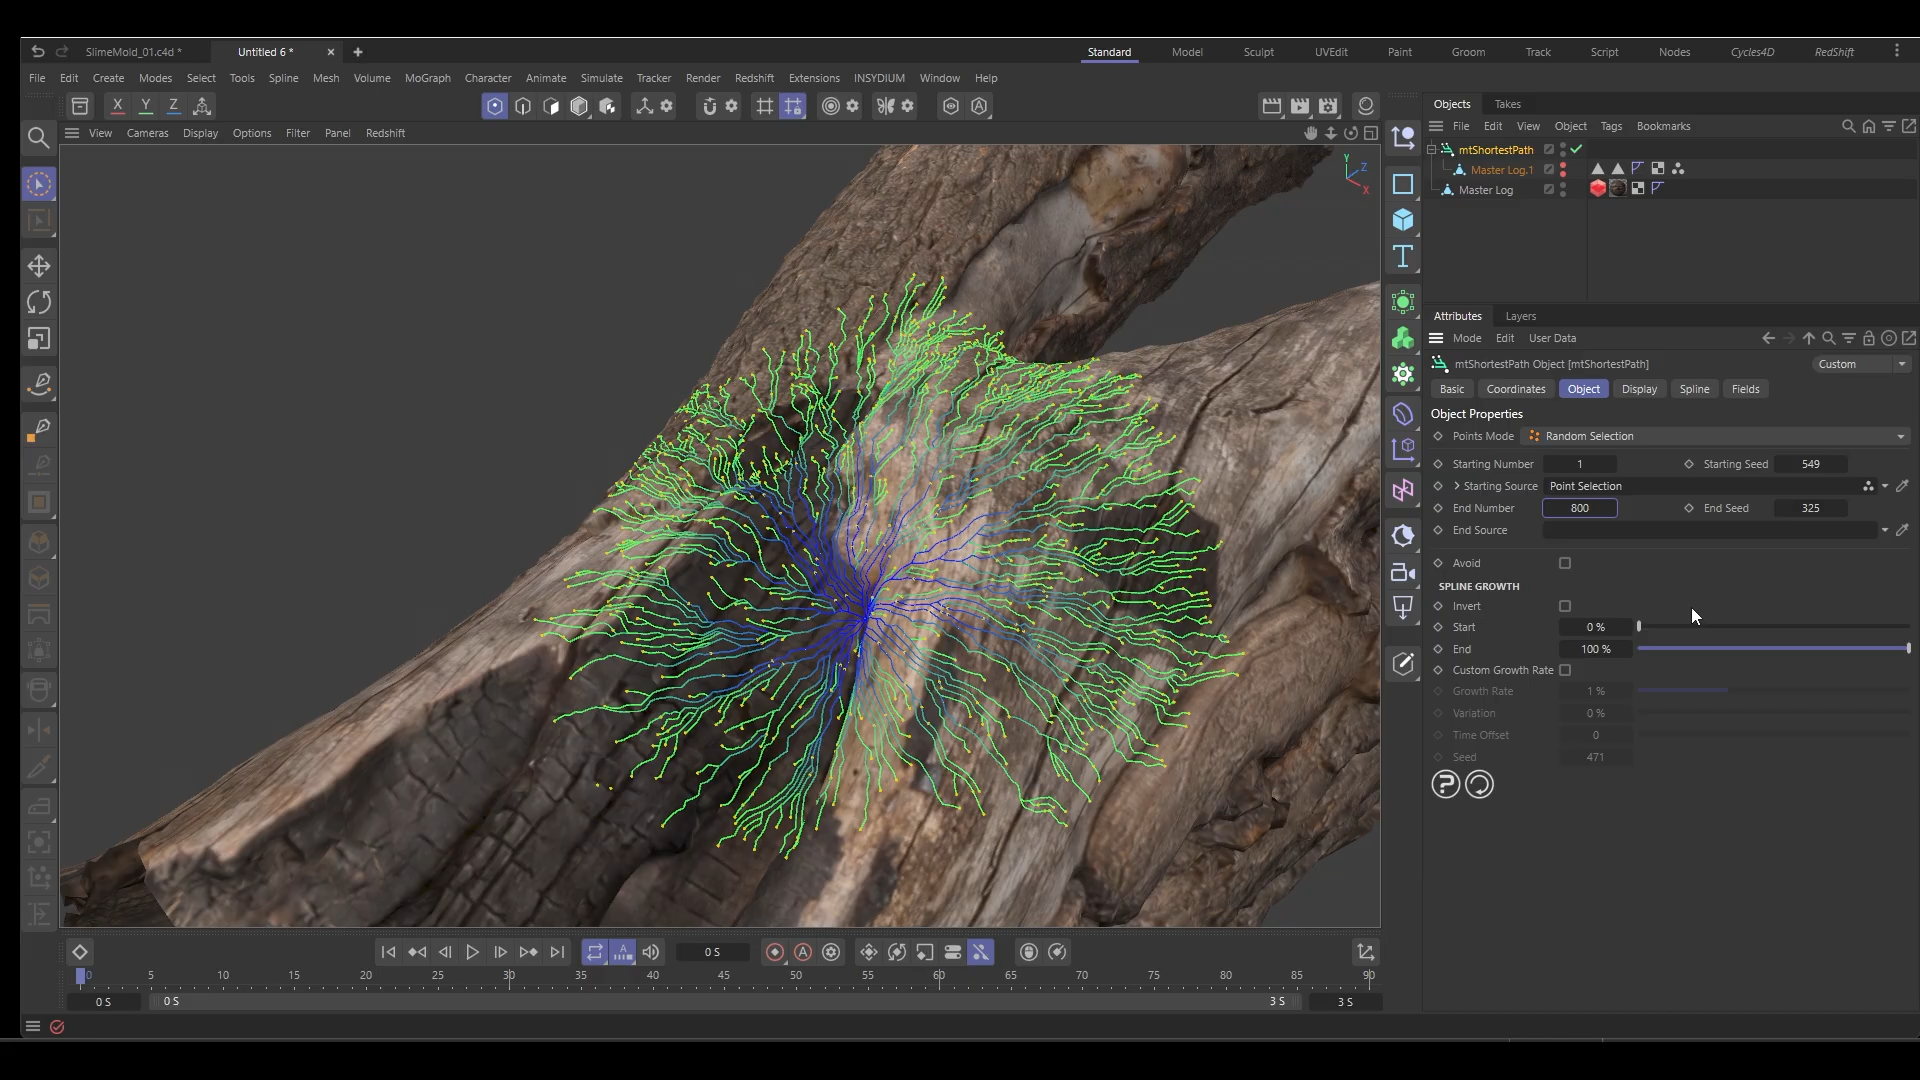 SlimeMold_01.c4d *
Untitled 6 *
Standard
Model
Sculpt
UVEdit
Paint
Groom
Track
Script
Nodes
Cycles4D
RedShift
File Edit Create Modes Select Tools Spline Mesh Volume MoGraph Character Animate Simulate Tracker Render Redshift Extensions INSYDIUM Window Help
X Y Z
View Cameras Display Options Filter Panel Redshift
Y
Z
X
Objects Takes
File Edit View Object Tags Bookmarks
mtShortestPath
Master Log.1
Master Log
Attributes Layers
Mode Edit User Data
mtShortestPath Object [mtShortestPath]
Custom
Basic Coordinates Object Display Spline Fields
Object Properties
Points Mode Random Selection
Starting Number 1 Starting Seed 549
Starting Source Point Selection
End Number 800 End Seed 325
End Source
Avoid
SPLINE GROWTH
Invert
Start 0 %
End 100 %
Custom Growth Rate
Growth Rate 1 %
Variation 0 %
Time Offset 0
Seed 471
0 S
0 5 10 15 20 25 30 35 40 45 50 55 60 65 70 75 80 85 90
0 S 0 S 3 S 3 S